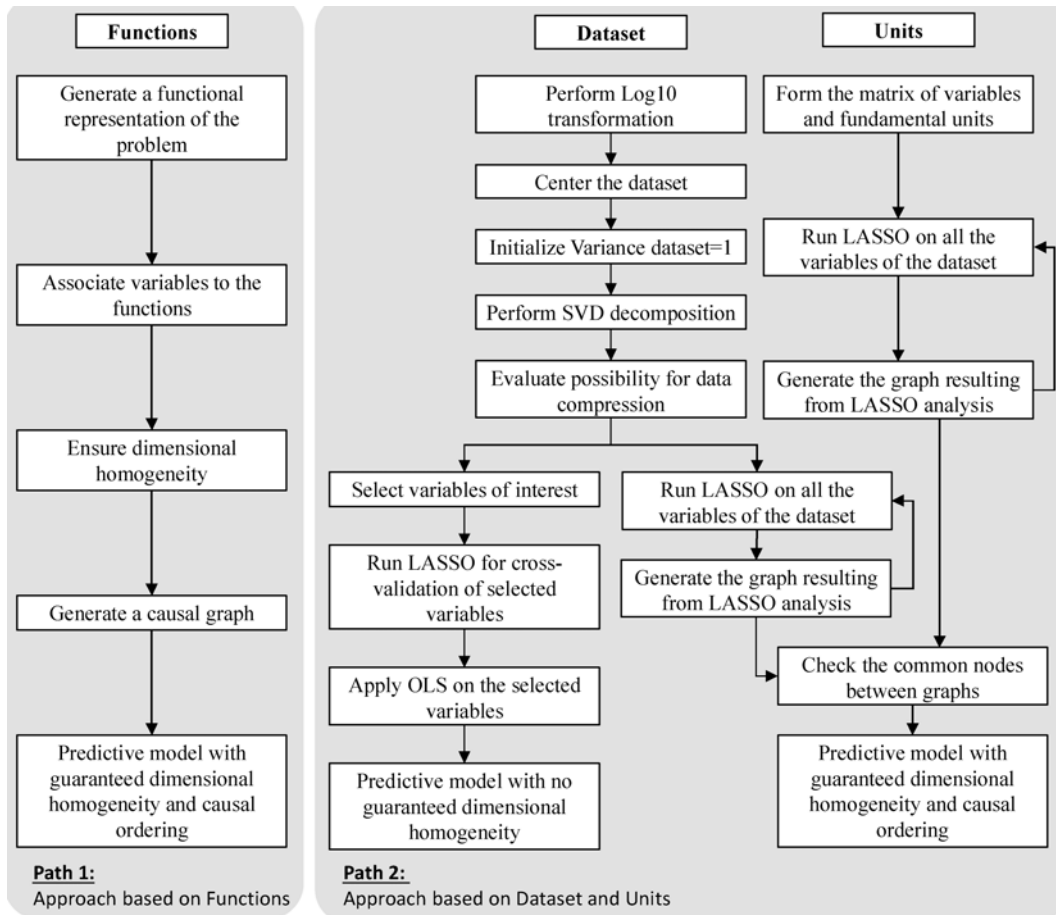 Functions
Generate a functional
representation of the
problem
Associate variables to the
functions
Ensure dimensional
homogeneity
Generate a causal graph
Predictive model with
guaranteed dimensional
homogeneity and causal
ordering
Path 1:
Approach based on Functions
Dataset
Perform Log10
transformation
Center the dataset
Initialize Variance dataset=1
Perform SVD decomposition
Evaluate possibility for data
compression
Select variables of interest
Run LASSO for cross-
validation of selected
variables
Apply OLS on the selected
variables
Predictive model with no
guaranteed dimensional
homogeneity
Run LASSO on all the
variables of the dataset
Generate the graph resulting
from LASSO analysis
Units
Form the matrix of variables
and fundamental units
Run LASSO on all the
variables of the dataset
Generate the graph resulting
from LASSO analysis
Check the common nodes
between graphs
Predictive model with
guaranteed dimensional
homogeneity and causal
ordering
Path 2:
Approach based on Dataset and Units